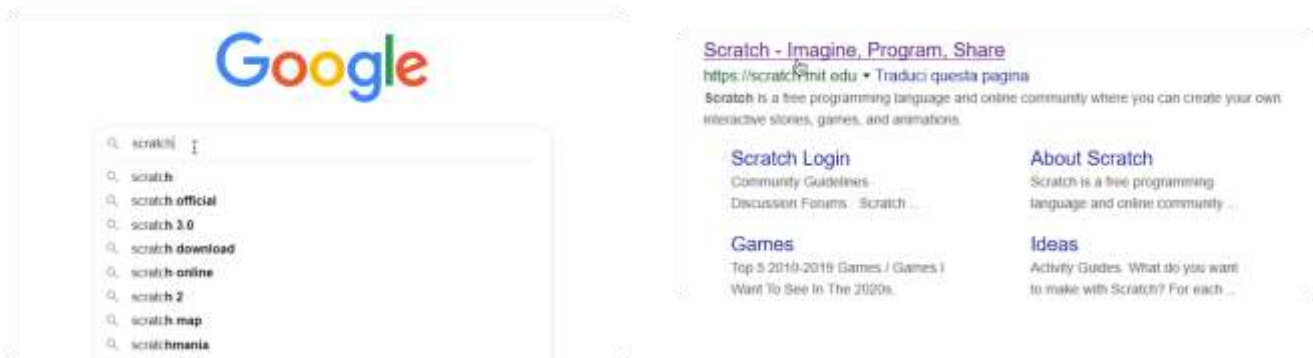 Google
scratch
scratch
scratch official
scratch 3.0
scratch download
scratch online
scratch 2
scratch map
scratchmania
Scratch - Imagine, Program, Share
https://scratch.mit.edu ▾ Traduci questa pagina
Scratch is a free programming language and online community where you can create your own
interactive stories, games, and animations.
Scratch Login
Community Guidelines
Discussion Forums · Scratch ...
About Scratch
Scratch is a free programming
language and online community ...
Games
Top 5 2010-2019 Games / Games I
Want To See In The 2020s.
Ideas
Activity Guides. What do you want
to make with Scratch? For each ...